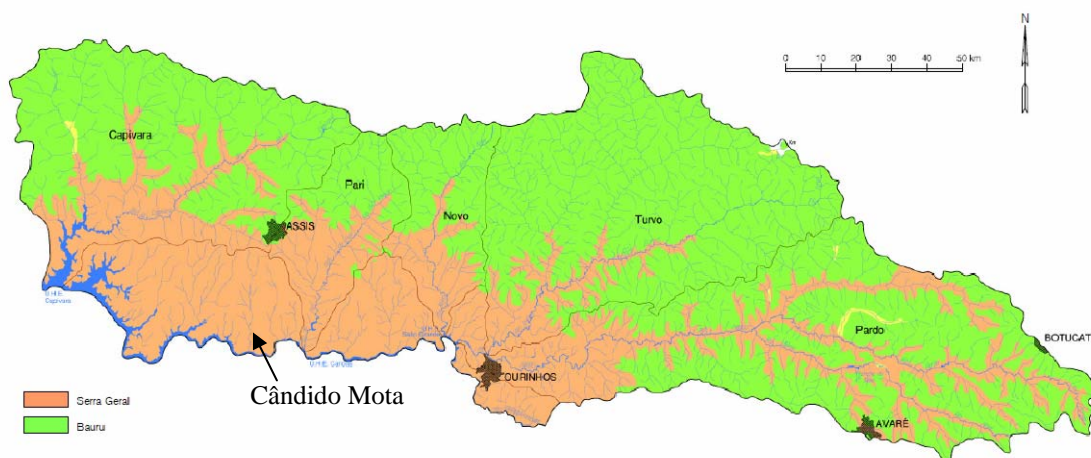 N
0 10 20 30 40 50 km
Capivara
Pari
Novo
Turvo
ASSIS
U.H.E.
Capivara
Pardo
BOTUCAT
OURINHOS
AVARÉ
Cândido Mota
Serra Geral
Bauru